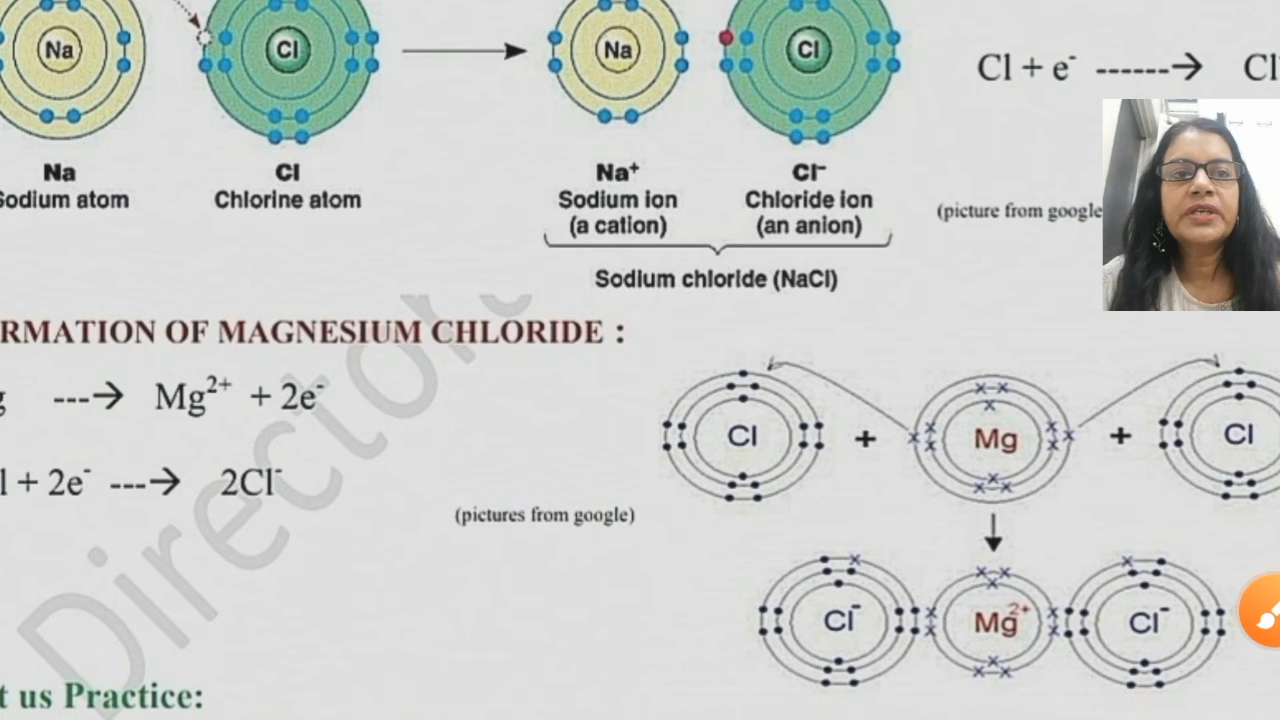 Na Cl Na Cl
Cl + e⁻ ------→ Cl⁻
Na Cl Na⁺ Cl⁻
Sodium atom Chlorine atom Sodium ion Chloride ion
(a cation) (an anion)
(picture from google
Sodium chloride (NaCl)
RMATION OF MAGNESIUM CHLORIDE :
g ---→ Mg²⁺ + 2e⁻
l + 2e⁻ ---→ 2Cl⁻
Cl + Mg + Cl
(pictures from google)
Cl⁻ Mg²⁺ Cl⁻
Director
t us Practice: